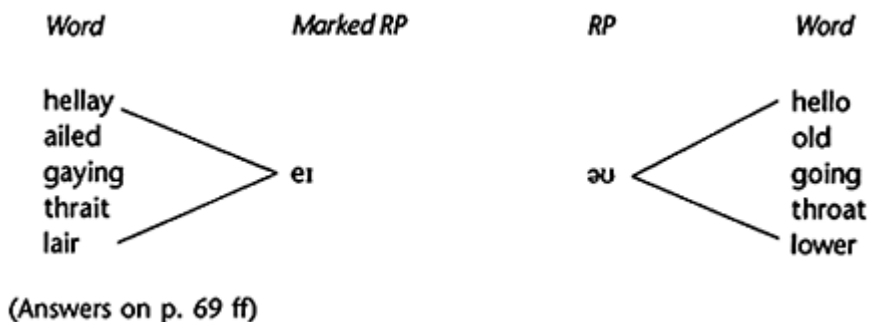 Word Marked RP RP Word
hellay hello
ailed old
gaying eɪ əʊ going
thrait throat
lair lower
(Answers on p. 69 ff)